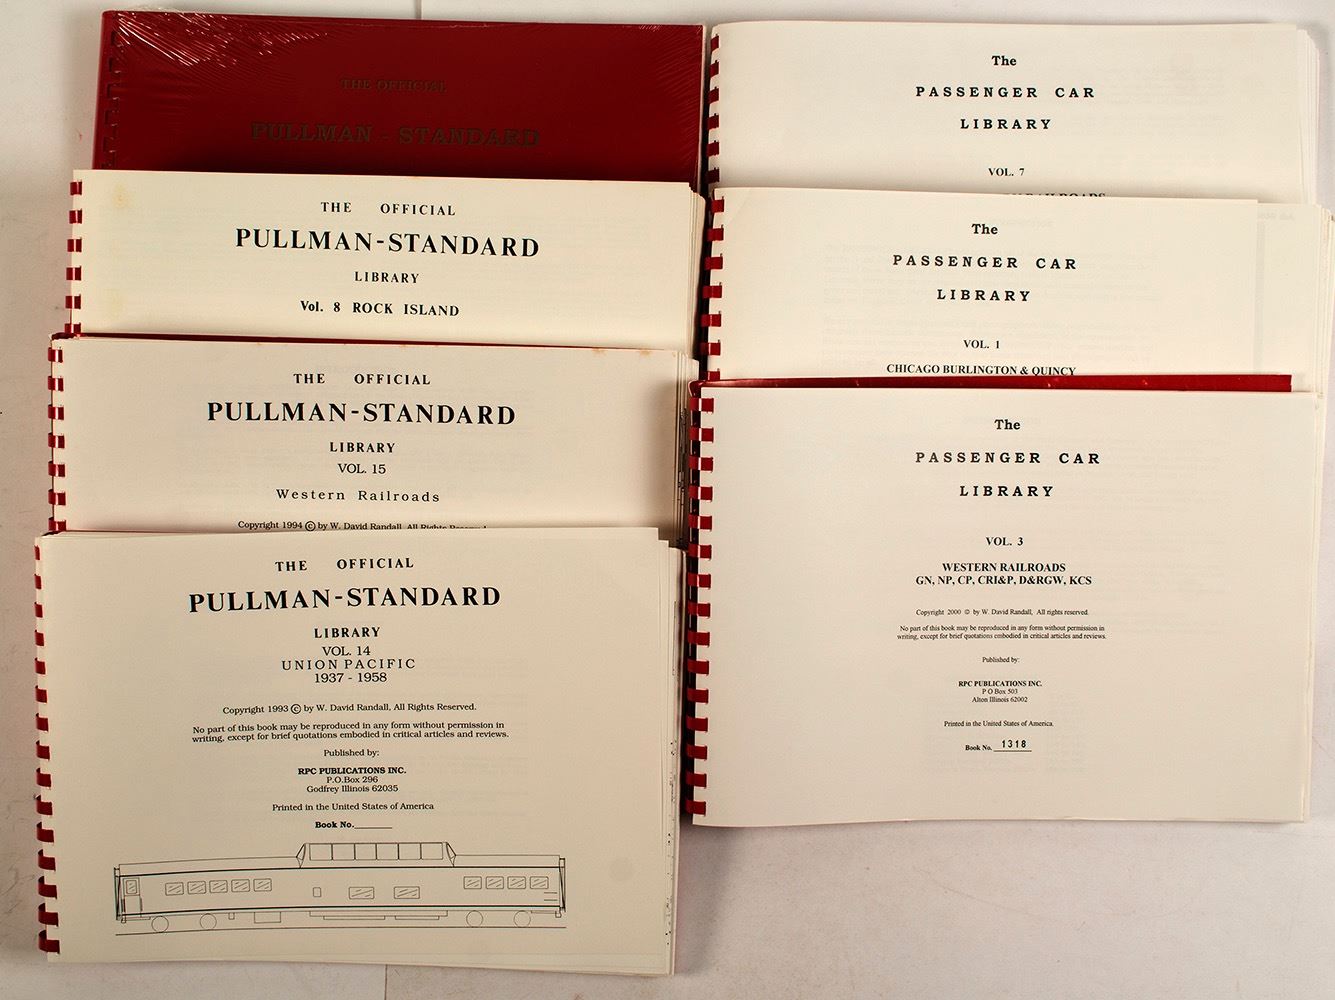 THE OFFICIAL
PULLMAN - STANDARD
THE OFFICIAL
PULLMAN-STANDARD
LIBRARY
Vol. 8 ROCK ISLAND
THE OFFICIAL
PULLMAN-STANDARD
LIBRARY
VOL. 15
Western Railroads
Copyright 1994 © by W. David Randall, All Rights Reserved
THE OFFICIAL
PULLMAN-STANDARD
LIBRARY
VOL. 14
UNION PACIFIC
1937 - 1958
Copyright 1993 © by W. David Randall, All Rights Reserved.
No part of this book may be reproduced in any form without permission in
writing, except for brief quotations embodied in critical articles and reviews.
Published by:
RPC PUBLICATIONS INC.
P.O.Box 296
Godfrey Illinois 62035
Printed in the United States of America
Book No.______
The
PASSENGER CAR
LIBRARY
VOL. 7
RAILROADS
The
PASSENGER CAR
LIBRARY
VOL. 1
CHICAGO BURLINGTON & QUINCY
The
PASSENGER CAR
LIBRARY
VOL. 3
WESTERN RAILROADS
GN, NP, CP, CRI&P, D&RGW, KCS
Copyright 2000 © by W. David Randall, All rights reserved.
No part of this book may be reproduced in any form without permission in
writing, except for brief quotations embodied in critical articles and reviews.
Published by:
RPC PUBLICATIONS INC.
P O Box 503
Alton Illinois 62002
Printed in the United States of America.
Book No. 1318